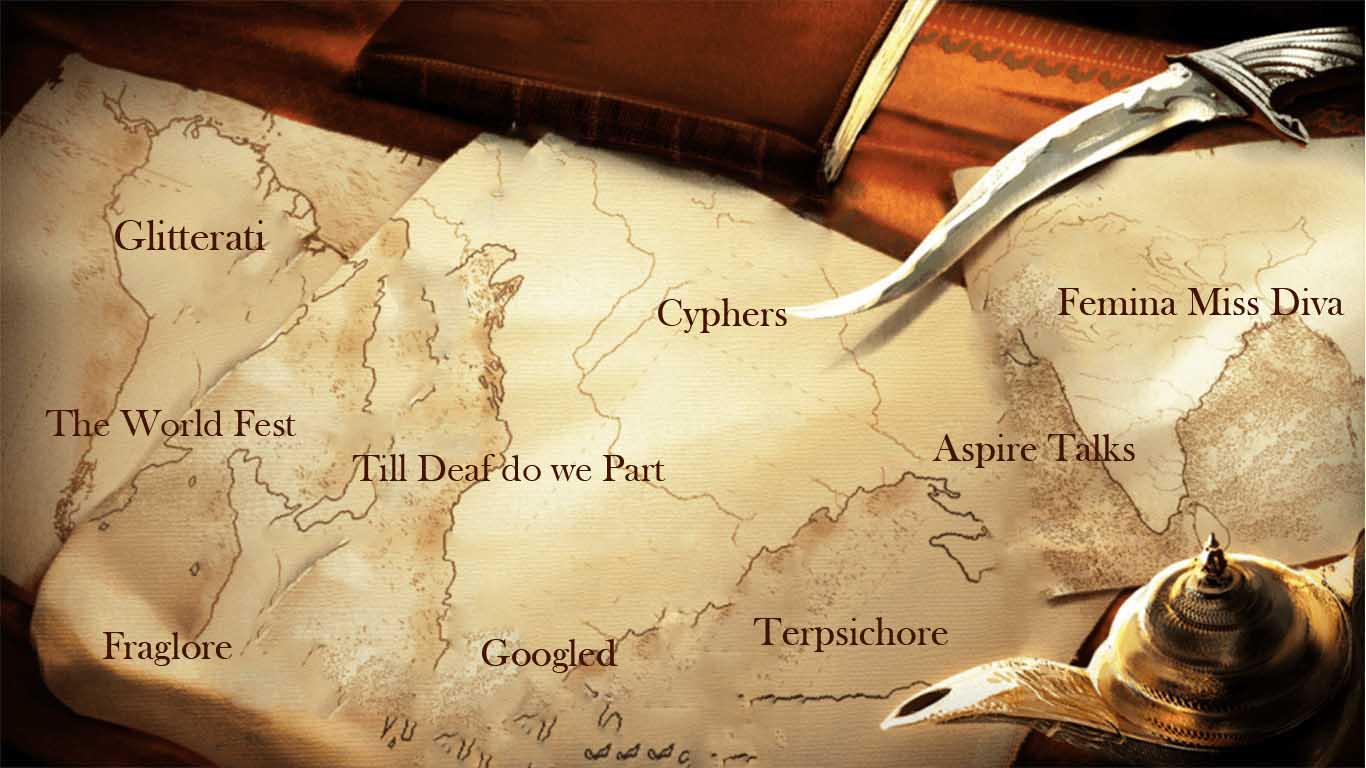 Glitterati
Cyphers
Femina Miss Diva
The World Fest
Till Deaf do we Part
Aspire Talks
Fraglore
Googled
Terpsichore